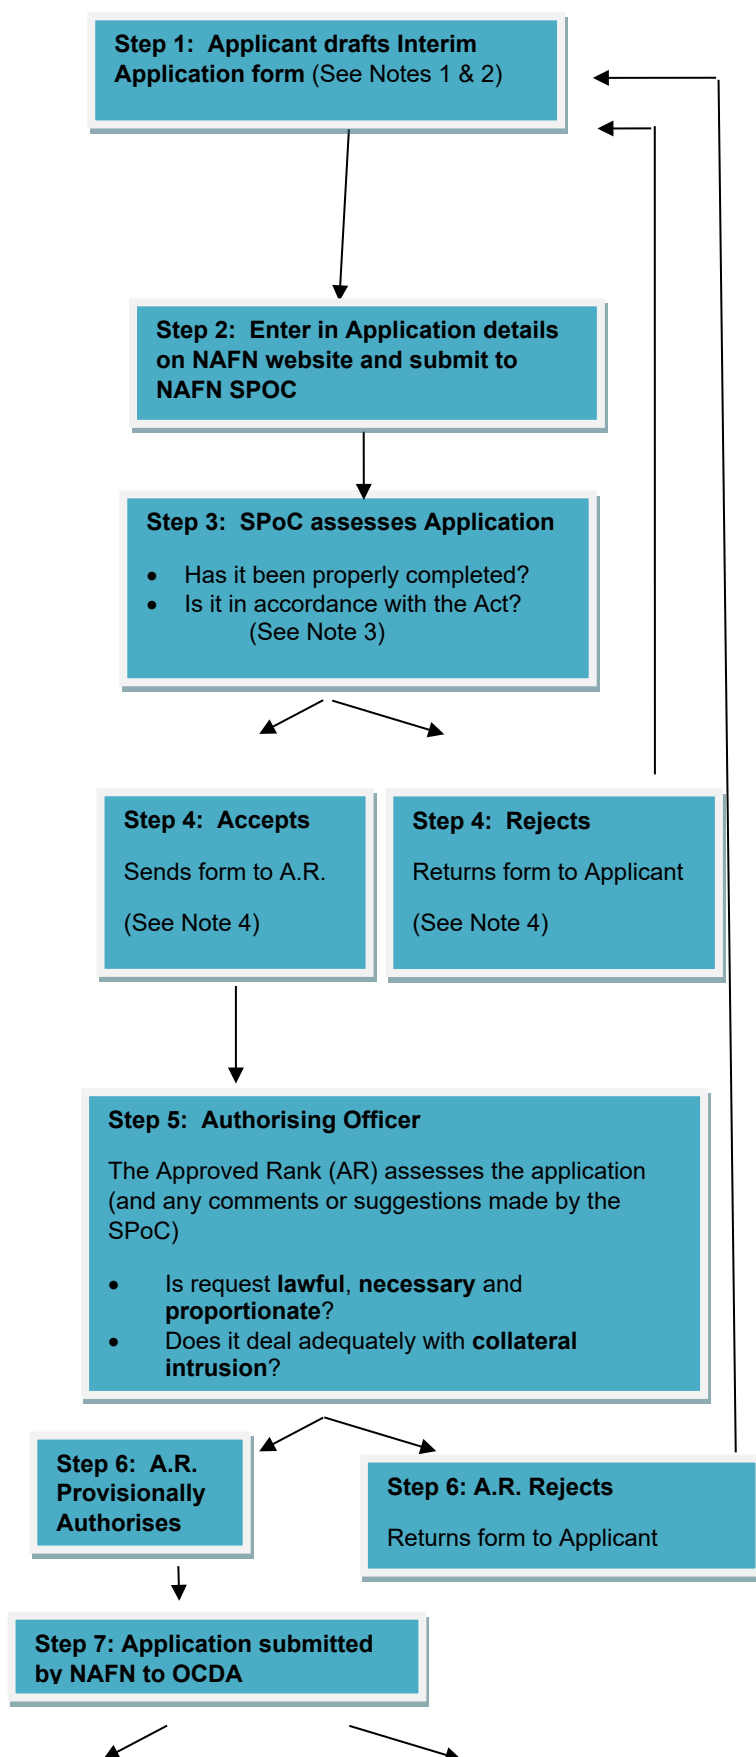 Step 1: Applicant drafts Interim
Application form (See Notes 1 & 2)
Step 2: Enter in Application details
on NAFN website and submit to
NAFN SPOC
Step 3: SPoC assesses Application
• Has it been properly completed?
• Is it in accordance with the Act?
(See Note 3)
Step 4: Accepts
Sends form to A.R.
(See Note 4)
Step 4: Rejects
Returns form to Applicant
(See Note 4)
Step 5: Authorising Officer
The Approved Rank (AR) assesses the application
(and any comments or suggestions made by the
SPoC)
• Is request lawful, necessary and
proportionate?
• Does it deal adequately with collateral
intrusion?
Step 6: A.R.
Provisionally
Authorises
Step 6: A.R. Rejects
Returns form to Applicant
Step 7: Application submitted
by NAFN to OCDA